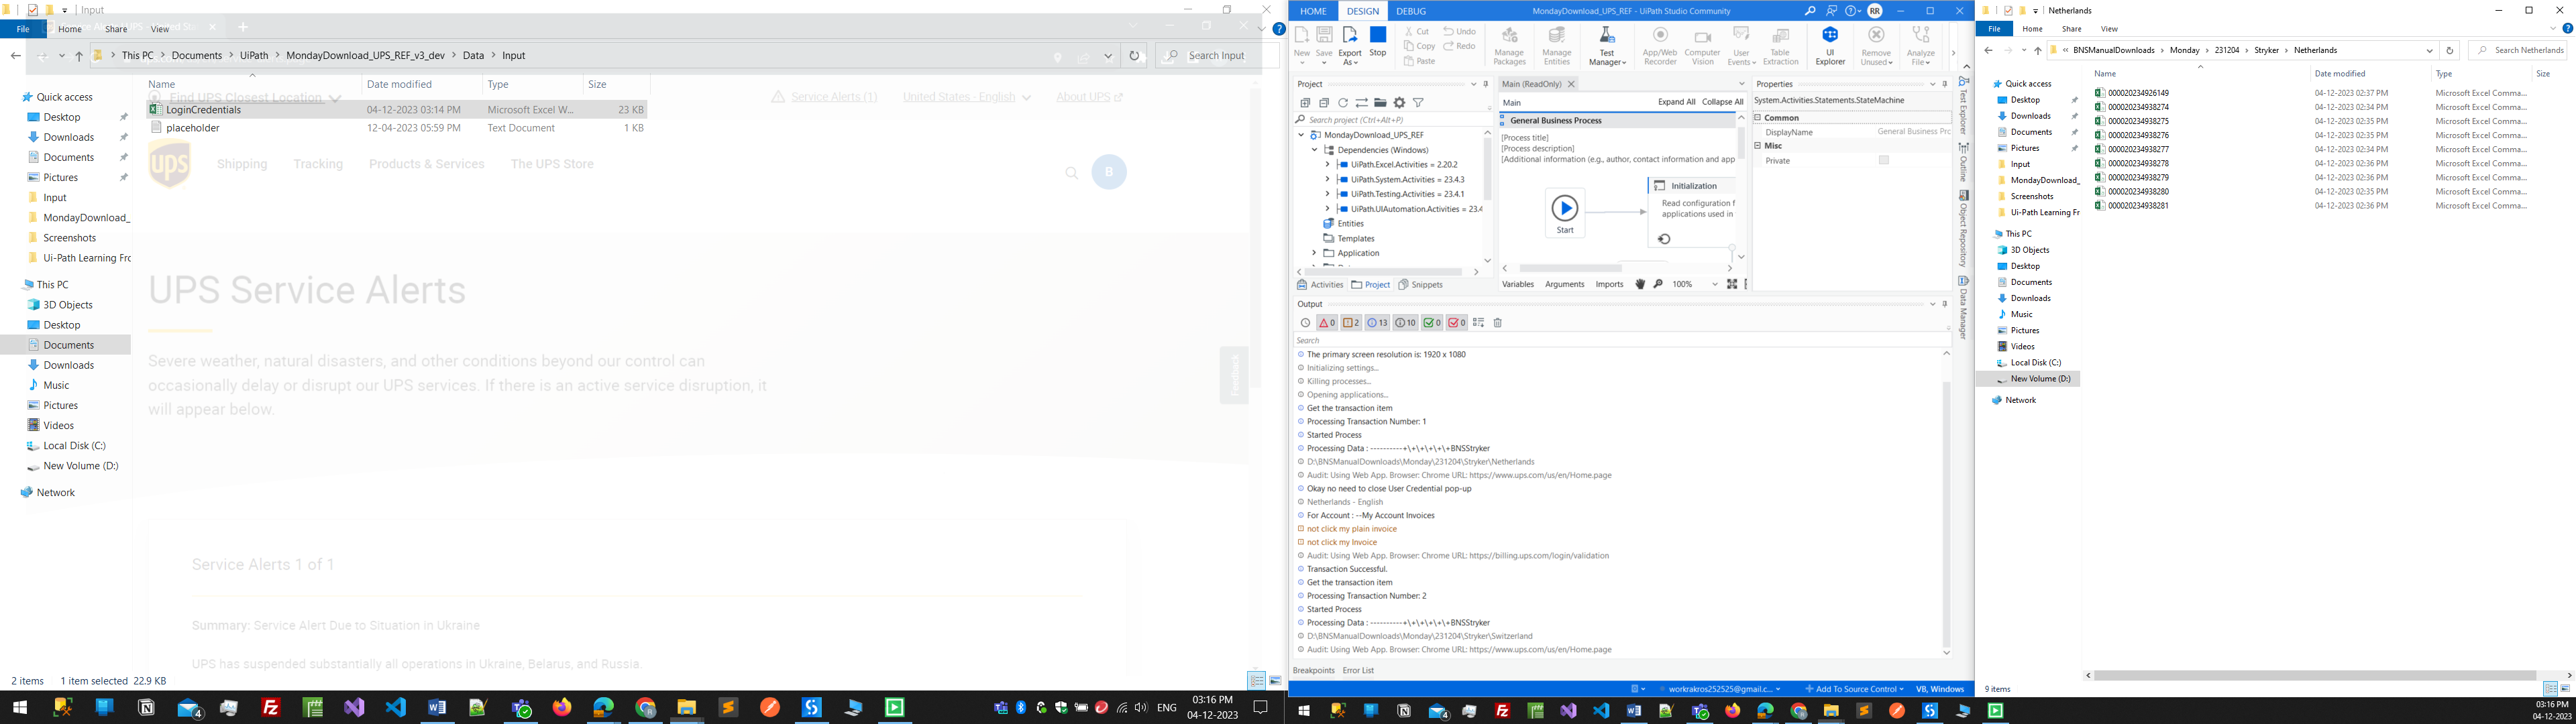 Input
File
Home
Share
View
This PC > Documents > UiPath > MondayDownload_UPS_REF_v3_dev > Data > Input
Search Input
Name Date modified Type Size
LoginCredentials 04-12-2023 03:14 PM Microsoft Excel W... 23 KB
placeholder 12-04-2023 05:59 PM Text Document 1 KB
Quick access
Desktop
Downloads
Documents
Pictures
Input
MondayDownload_
Screenshots
Ui-Path Learning Fro
This PC
3D Objects
Desktop
Documents
Downloads
Music
Pictures
Videos
Local Disk (C:)
New Volume (D:)
Network
Find UPS Closest Location
Service Alerts (1)
United States - English
About UPS
ups
Shipping
Tracking
Products & Services
The UPS Store
B
UPS Service Alerts
Severe weather, natural disasters, and other conditions beyond our control can
occasionally delay or disrupt our UPS services. If there is an active service disruption, it
will appear below.
Feedback
Service Alerts 1 of 1
Summary: Service Alert Due to Situation in Ukraine
UPS has suspended substantially all operations in Ukraine, Belarus, and Russia.
2 items 1 item selected 22.9 KB
4
ENG
03:16 PM
04-12-2023
HOME
DESIGN
DEBUG
MondayDownload_UPS_REF - UiPath Studio Community
RR
New
Save
Export As
Stop
Cut
Copy
Paste
Undo
Redo
Manage Packages
Manage Entities
Test Manager
App/Web Recorder
Computer Vision
User Events
Table Extraction
UI Explorer
Remove Unused
Analyze File
Project
Search project (Ctrl+Alt+P)
MondayDownload_UPS_REF
Dependencies (Windows)
UiPath.Excel.Activities = 2.20.2
UiPath.System.Activities = 23.4.3
UiPath.Testing.Activities = 23.4.1
UiPath.UIAutomation.Activities = 23.4
Entities
Templates
Application
Activities
Project
Snippets
Main (ReadOnly)
Main
Expand All
Collapse All
General Business Process
[Process title]
[Process description]
[Additional information (e.g., author, contact information and app
Start
Initialization
Read configuration f
applications used in
Variables
Arguments
Imports
100%
Properties
System.Activities.Statements.StateMachine
Common
DisplayName General Business Proc
Misc
Private
Test Explorer
Outline
Object Repository
Data Manager
Output
0 2 13 10 0 0
Search
The primary screen resolution is: 1920 x 1080
Initializing settings...
Killing processes...
Opening applications...
Get the transaction item
Processing Transaction Number: 1
Started Process
Processing Data : ----------+\+\+\+\+\+BNSStryker
D:\BNSManualDownloads\Monday\231204\Stryker\Netherlands
Audit: Using Web App. Browser: Chrome URL: https://www.ups.com/us/en/Home.page
Okay no need to close User Credential pop-up
Netherlands - English
For Account : --My Account Invoices
not click my plain invoice
not click my Invoice
Audit: Using Web App. Browser: Chrome URL: https://billing.ups.com/login/validation
Transaction Successful.
Get the transaction item
Processing Transaction Number: 2
Started Process
Processing Data : ----------+\+\+\+\+\+BNSStryker
D:\BNSManualDownloads\Monday\231204\Stryker\Switzerland
Audit: Using Web App. Browser: Chrome URL: https://www.ups.com/us/en/Home.page
Breakpoints
Error List
workrakros252525@gmail.c...
Add To Source Control
VB, Windows
4
Netherlands
File
Home
Share
View
« BNSManualDownloads > Monday > 231204 > Stryker > Netherlands
Search Netherlands
Name Date modified Type Size
000020234926149 04-12-2023 02:37 PM Microsoft Excel Comma...
000020234938274 04-12-2023 02:34 PM Microsoft Excel Comma...
000020234938275 04-12-2023 02:35 PM Microsoft Excel Comma...
000020234938276 04-12-2023 02:35 PM Microsoft Excel Comma...
000020234938277 04-12-2023 02:34 PM Microsoft Excel Comma...
000020234938278 04-12-2023 02:36 PM Microsoft Excel Comma...
000020234938279 04-12-2023 02:36 PM Microsoft Excel Comma...
000020234938280 04-12-2023 02:35 PM Microsoft Excel Comma...
000020234938281 04-12-2023 02:36 PM Microsoft Excel Comma...
Quick access
Desktop
Downloads
Documents
Pictures
Input
MondayDownload_
Screenshots
Ui-Path Learning Fr
This PC
3D Objects
Desktop
Documents
Downloads
Music
Pictures
Videos
Local Disk (C:)
New Volume (D:)
Network
9 items
03:16 PM
04-12-2023